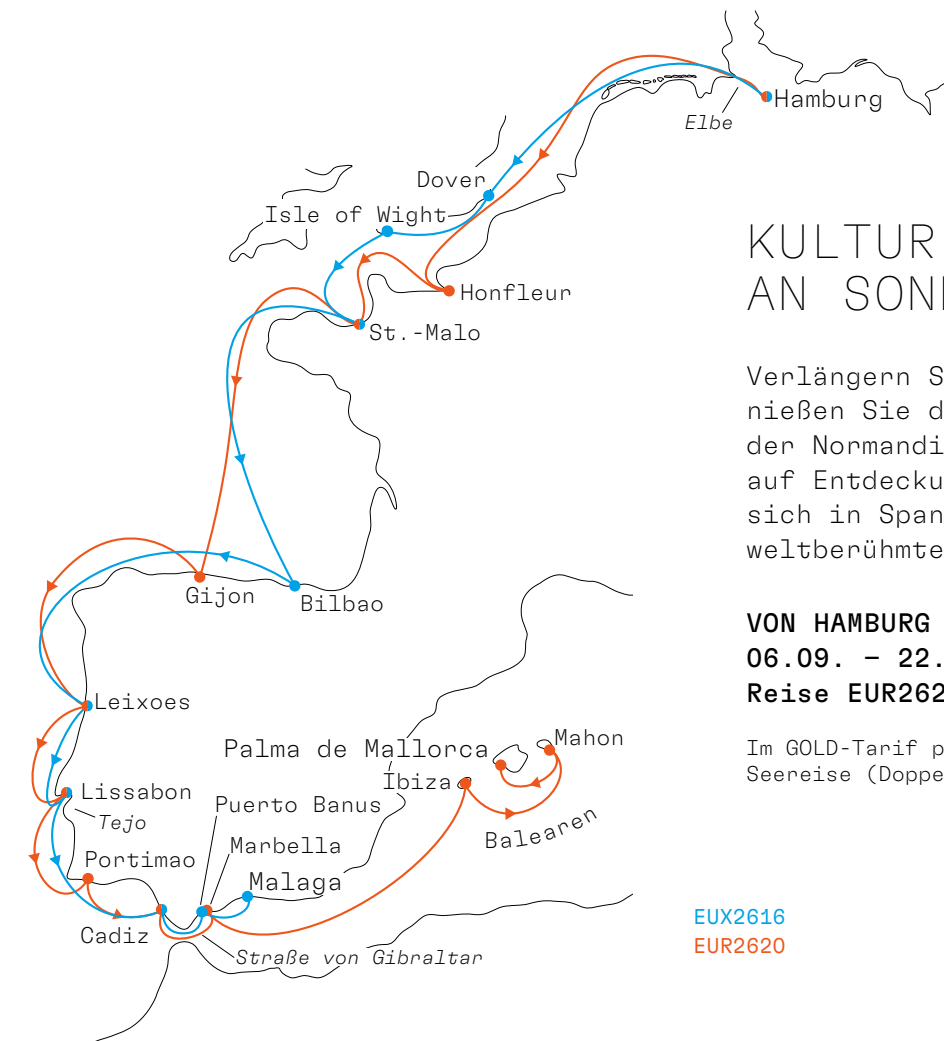 Hamburg
Elbe
Dover
Isle of Wight
Honfleur
St.-Malo
Gijon
Bilbao
Leixoes
Palma de Mallorca
Mahon
Ibiza
Lissabon
Tejo
Puerto Banus
Balearen
Marbella
Portimao
Malaga
Cadiz
Straße von Gibraltar
KULTUR
AN SON
Verlängern S
nießen Sie d
der Normandi
auf Entdecku
sich in Span
weltberühmte
VON HAMBURG
06.09. – 22.
Reise EUR262
Im GOLD-Tarif p
Seereise (Doppe
EUX2616
EUR2620